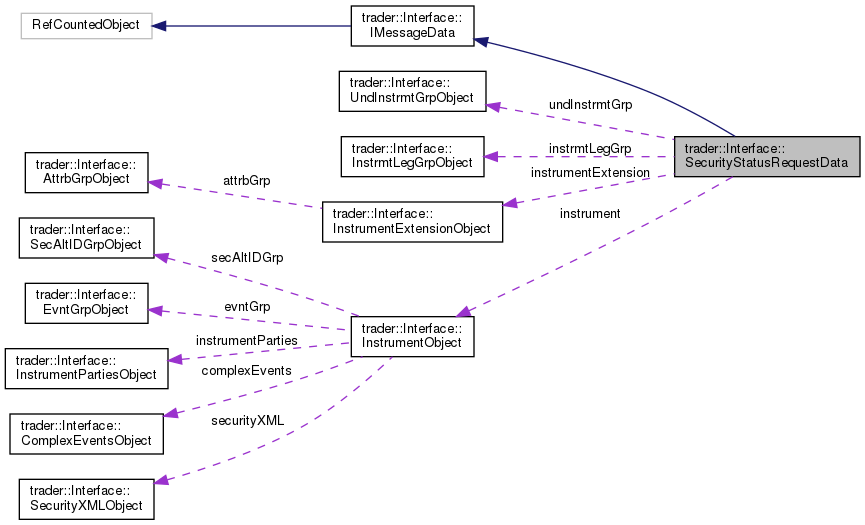 RefCountedObject
trader::Interface::
IMessageData
trader::Interface::
UndInstrmtGrpObject
undInstrmtGrp
trader::Interface::
InstrmtLegGrpObject
instrmtLegGrp
trader::Interface::
SecurityStatusRequestData
trader::Interface::
AttrbGrpObject
attrbGrp
instrumentExtension
trader::Interface::
InstrumentExtensionObject
instrument
trader::Interface::
SecAltIDGrpObject
secAltIDGrp
trader::Interface::
EvntGrpObject
evntGrp
trader::Interface::
InstrumentObject
instrumentParties
trader::Interface::
InstrumentPartiesObject
complexEvents
trader::Interface::
ComplexEventsObject
securityXML
trader::Interface::
SecurityXMLObject